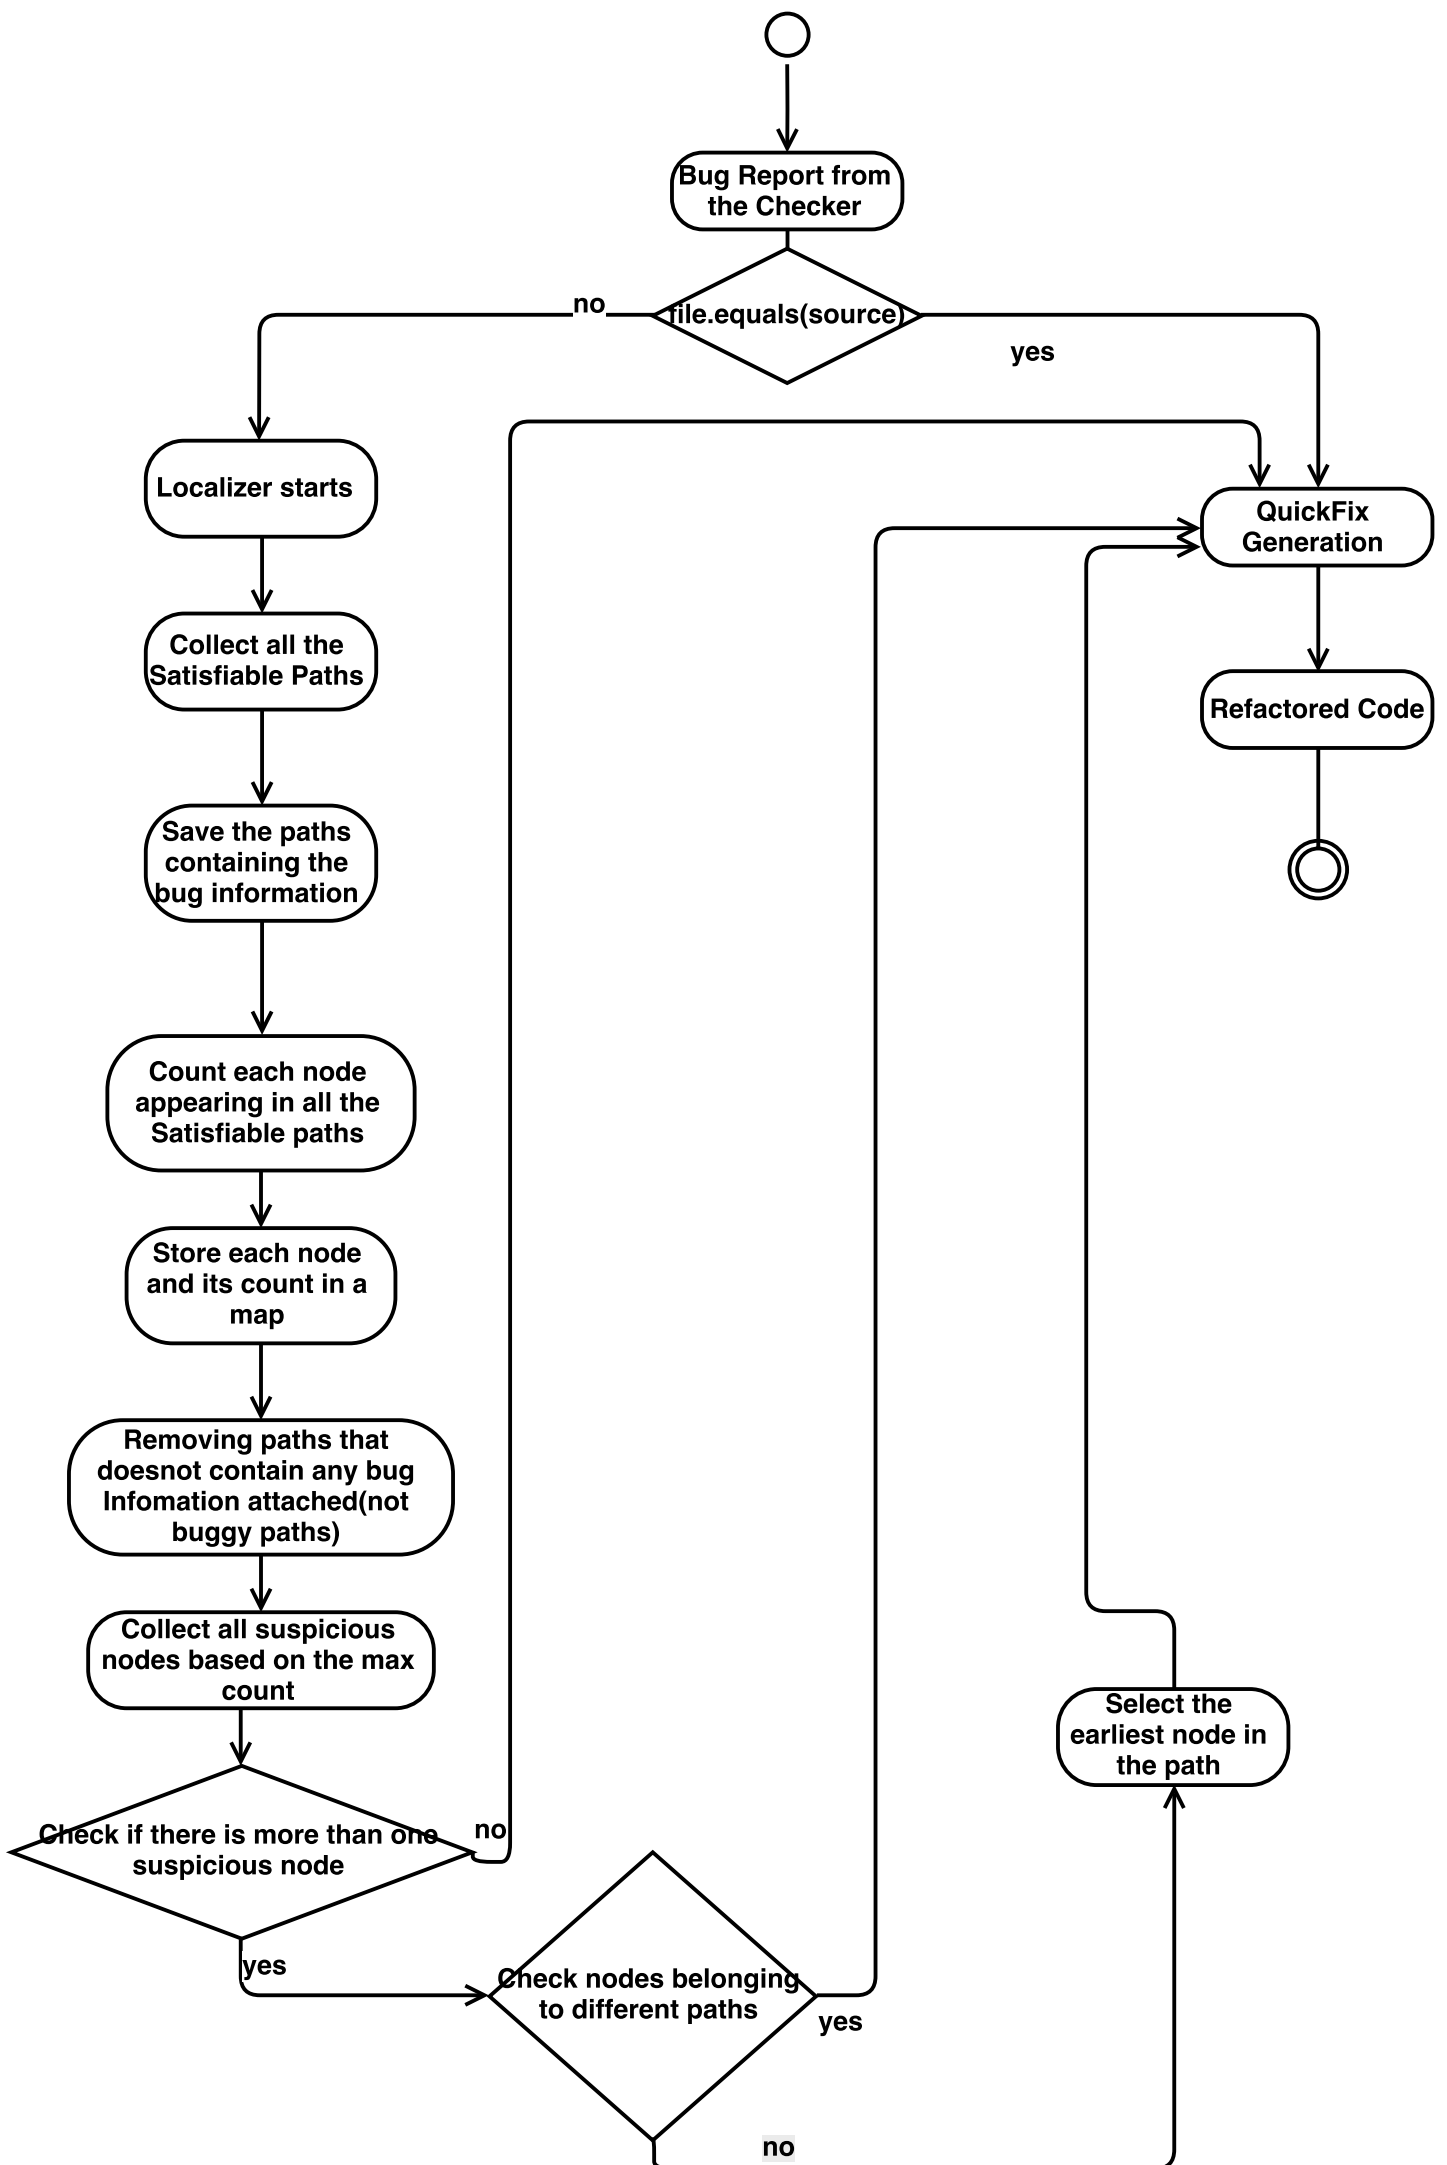 Bug Report from
the Checker
file.equals(source)
no
yes
Localizer starts
QuickFix
Generation
Collect all the
Satisfiable Paths
Refactored Code
Save the paths
containing the
bug information
Count each node
appearing in all the
Satisfiable paths
Store each node
and its count in a
map
Removing paths that
doesnot contain any bug
Infomation attached(not
buggy paths)
Collect all suspicious
nodes based on the max
count
Select the
earliest node in
the path
Check if there is more than one
suspicious node
no
yes
Check nodes belonging
to different paths
yes
no